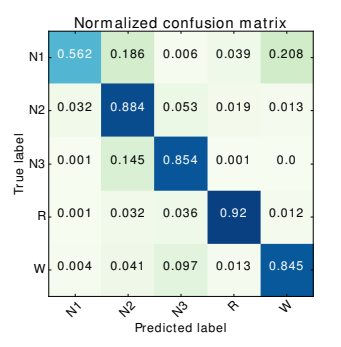 Normalized confusion matrix
True label
N1 0.562 0.186 0.006 0.039 0.208
N2 0.032 0.884 0.053 0.019 0.013
N3 0.001 0.145 0.854 0.001 0.0
R 0.001 0.032 0.036 0.92 0.012
W 0.004 0.041 0.097 0.013 0.845
N1 N2 N3 R W
Predicted label